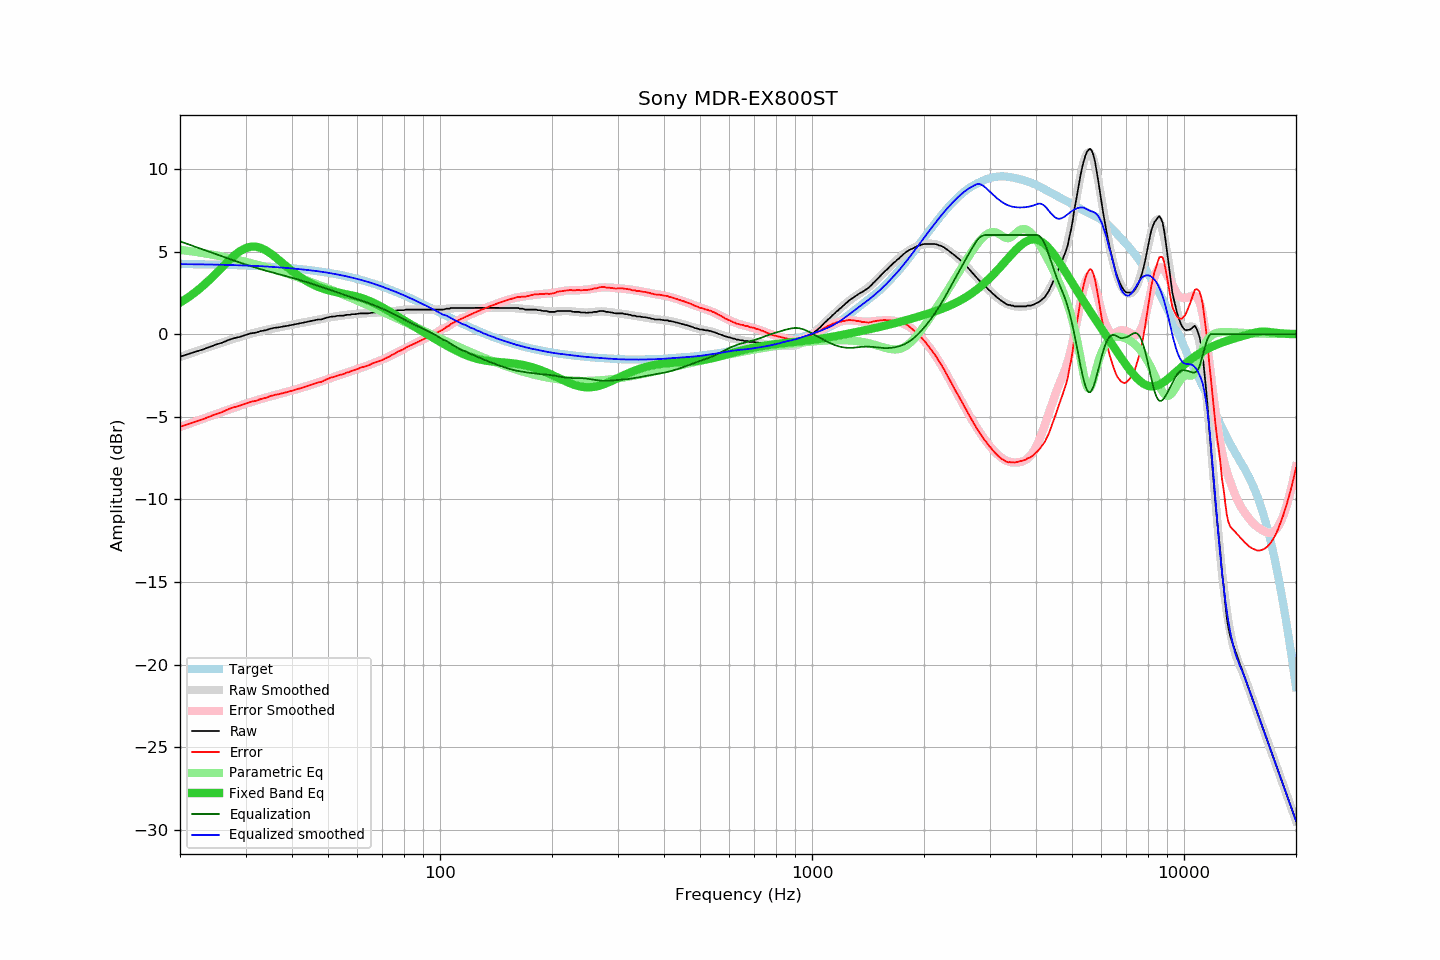 Sony MDR-EX800ST
10
5
0
−5
−10
−15
−20
−25
−30
Amplitude (dBr)
Target
Raw Smoothed
Error Smoothed
Raw
Error
Parametric Eq
Fixed Band Eq
Equalization
Equalized smoothed
100
1000
10000
Frequency (Hz)